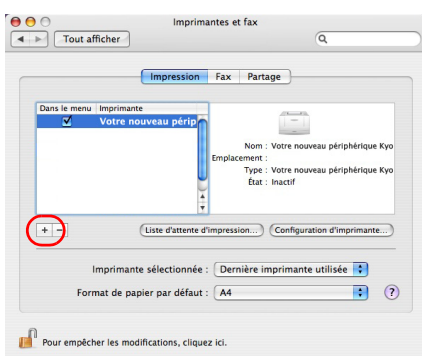 Imprimantes et fax
Tout afficher
Impression Fax Partage
Dans le menu Imprimante
Votre nouveau périp
Nom : Votre nouveau périphérique Kyo
Emplacement :
Type : Votre nouveau périphérique Kyo
État : Inactif
+ −
Liste d'attente d'impression... Configuration d'imprimante...
Imprimante sélectionnée : Dernière imprimante utilisée
Format de papier par défaut : A4 ?
Pour empêcher les modifications, cliquez ici.